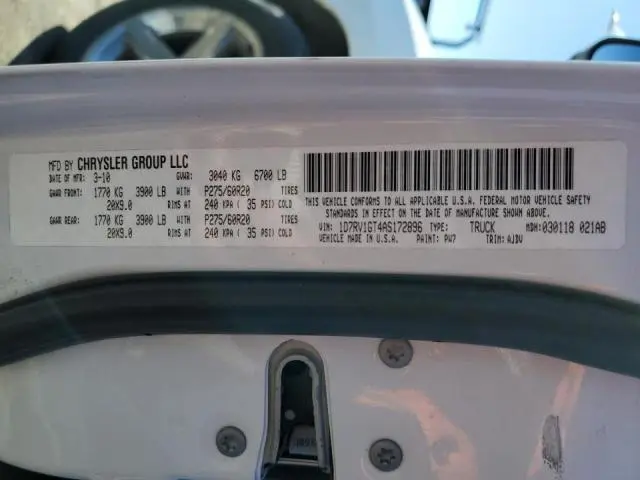 MFD BY CHRYSLER GROUP LLC
DATE OF MFR 3-10 GVWR: 3040 KG 6700 LB
GAWR FRONT: 1770 KG 3900 LB WITH P275/60R20 TIRES
20X9.0 RIMS AT 240 KPA ( 35 PSI) COLD
GAWR REAR: 1770 KG 3900 LB WITH P275/60R20 TIRES
20X9.0 RIMS AT 240 KPA ( 35 PSI) COLD
THIS VEHICLE CONFORMS TO ALL APPLICABLE U.S.A. FEDERAL MOTOR VEHICLE SAFETY
STANDARDS IN EFFECT ON THE DATE OF MANUFACTURE SHOWN ABOVE.
VIN: 1D7RV1GT4AS172896 TYPE: TRUCK MDH: 030118 021AB
VEHICLE MADE IN U.S.A. PAINT: PW7 TRIM: AJDV